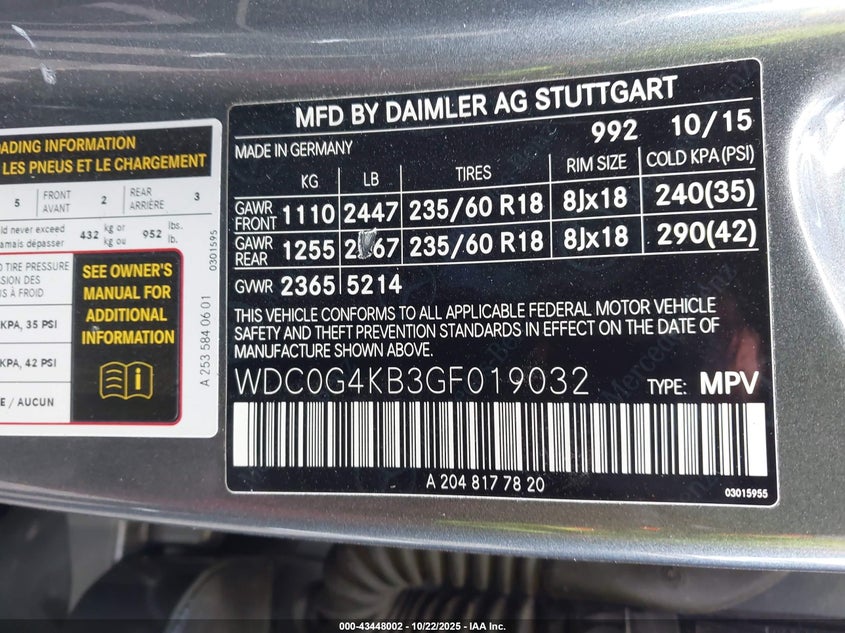 MFD BY DAIMLER AG STUTTGART
992 10/15
MADE IN GERMANY
KG LB TIRES RIM SIZE COLD KPA (PSI)
GAWR FRONT 1110 2447 235/60 R18 8Jx18 240(35)
GAWR REAR 1255 235/60 R18 8Jx18 290(42)
GVWR 2365 5214
THIS VEHICLE CONFORMS TO ALL APPLICABLE FEDERAL MOTOR VEHICLE
SAFETY AND THEFT PREVENTION STANDARDS IN EFFECT ON THE DATE OF
MANUFACTURE SHOWN ABOVE.
WDC0G4KB3GF019032 TYPE: MPV
A 204 817 78 20
03015955
INFORMATION
LES PNEUS ET LE CHARGEMENT
5 FRONT AVANT 2 REAR ARRIÈRE 3
never exceed 432 kg or kg ou 952 lbs. lb.
dépasser
0301595
TIRE PRESSURE
DES
À FROID
KPA, 35 PSI
KPA, 42 PSI
/ AUCUN
SEE OWNER'S
MANUAL FOR
ADDITIONAL
INFORMATION
A 253 584 06 01
000-43448002 - 10/22/2025 - © IAA, Inc.